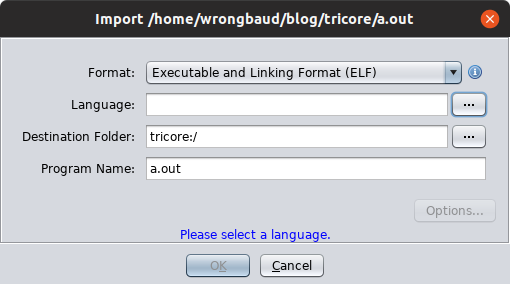 Import /home/wrongbaud/blog/tricore/a.out
Format: Executable and Linking Format (ELF)
Language: ...
Destination Folder: tricore:/ ...
Program Name: a.out
Options...
Please select a language.
OK Cancel